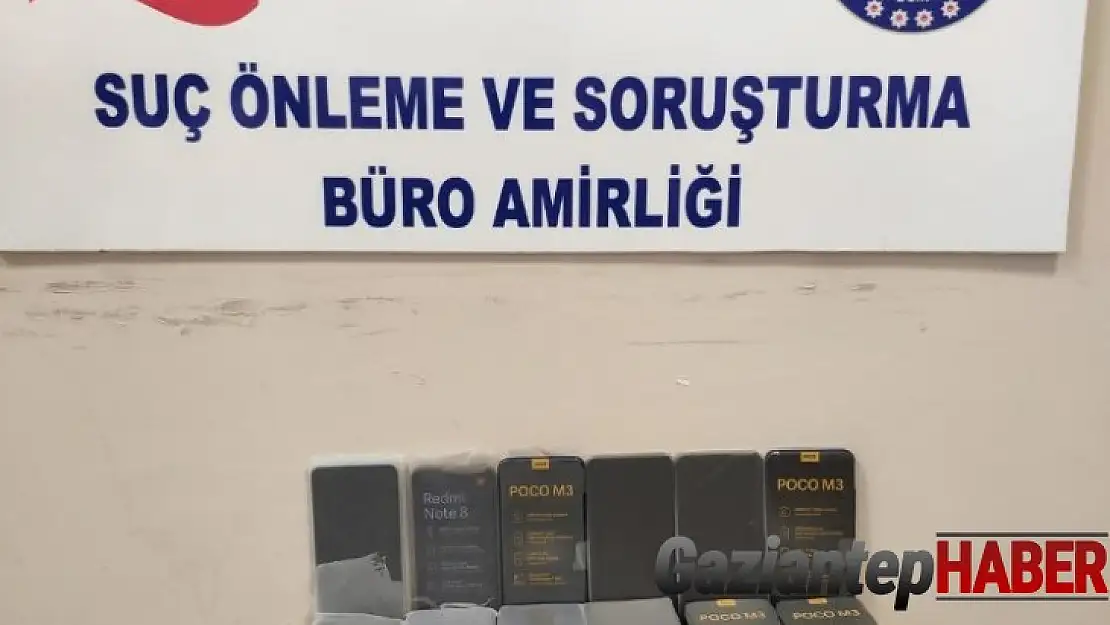 SUÇ ÖNLEME VE SORUŞTURMA
BÜRO AMİRLİĞİ
Redmi
Note 8
POCO M3
POCO M3
GaziantepHABER
POCO M3
POCO M3